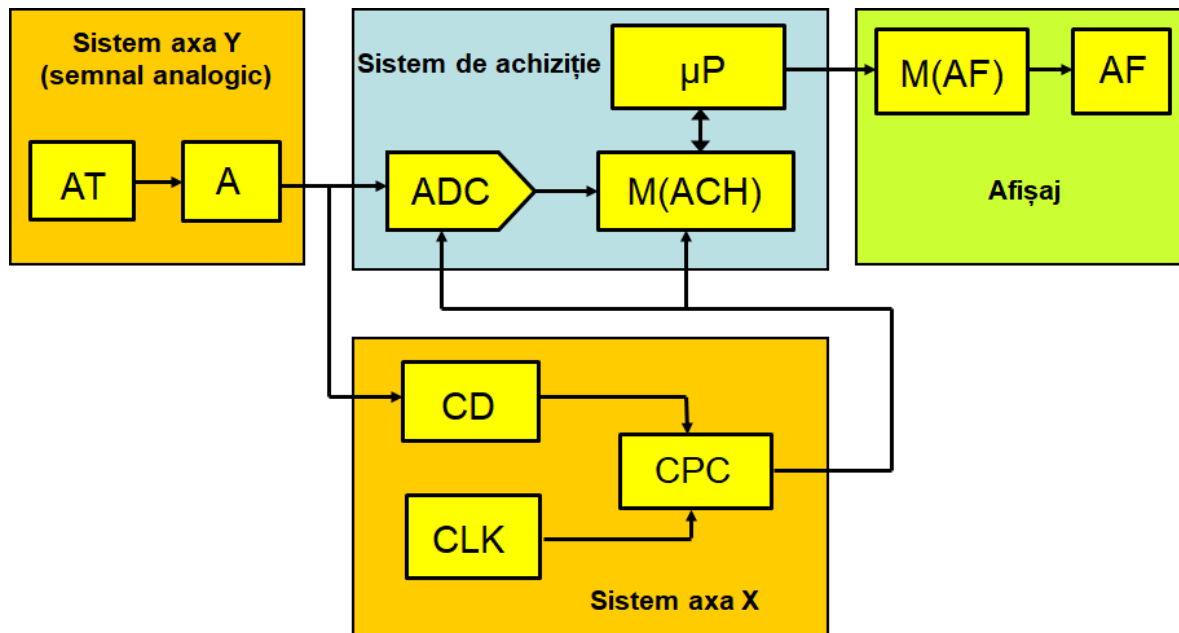 Sistem axa Y
(semnal analogic)
AT
A
Sistem de achiziție
µP
ADC
M(ACH)
M(AF)
AF
Afișaj
CD
CPC
CLK
Sistem axa X